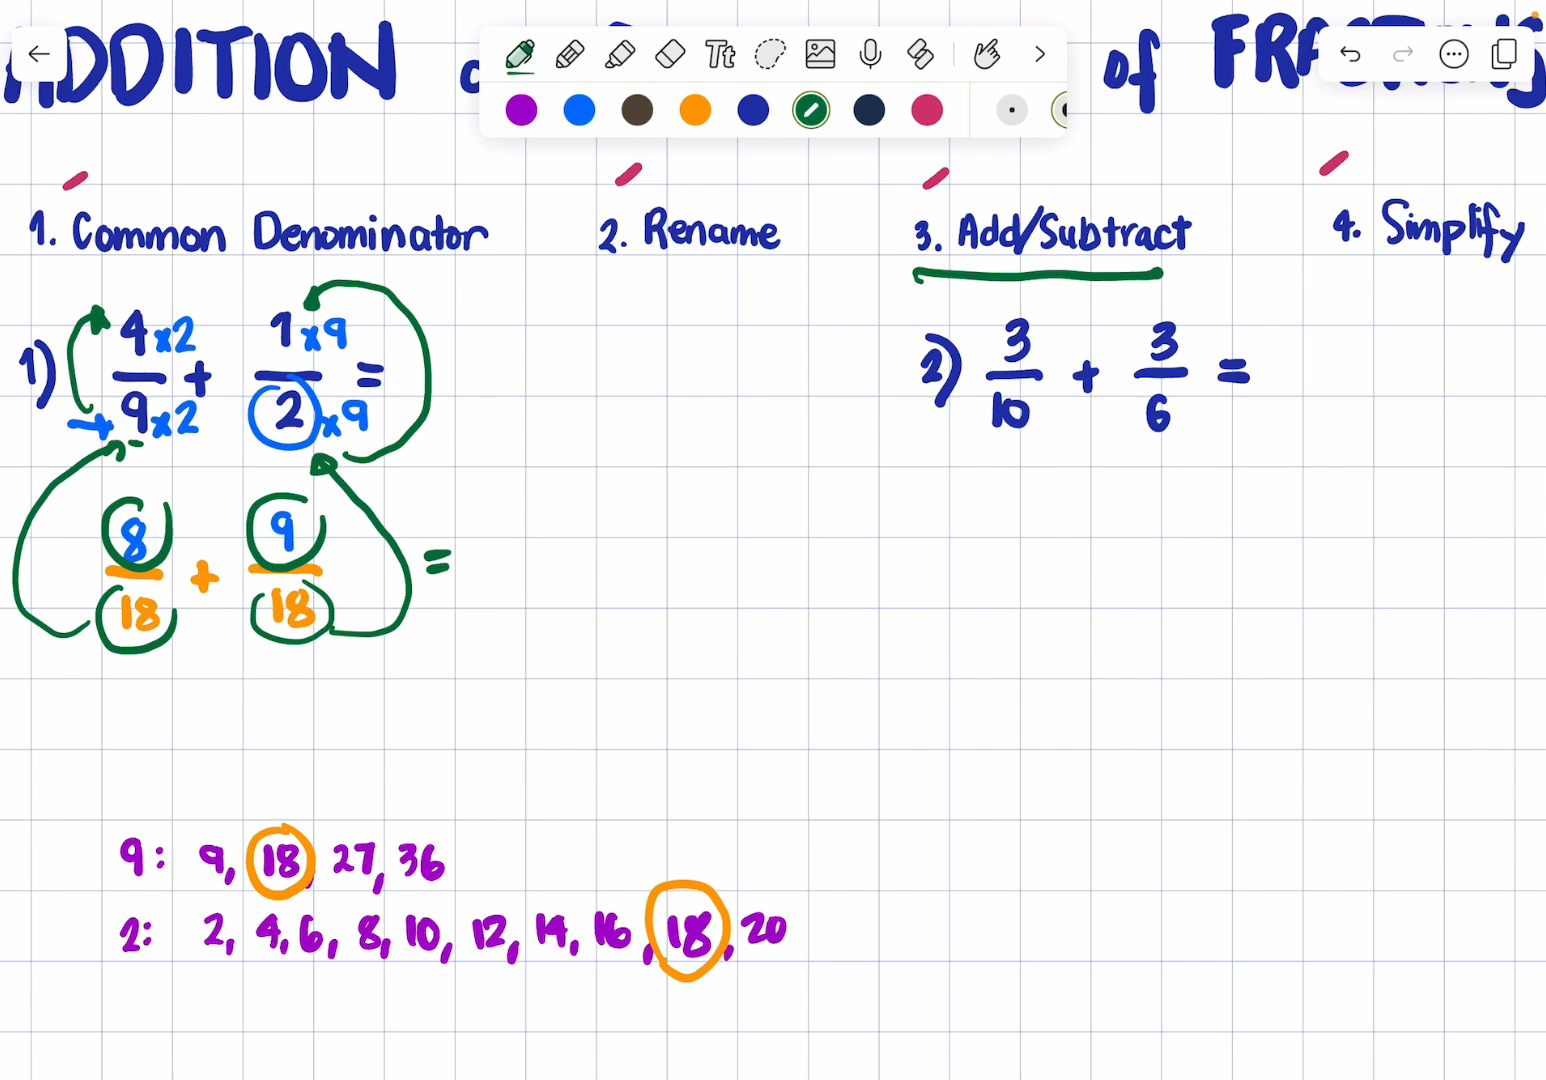 ADDITION of
Tt
1. Common Denominator 2. Rename 3. Add/Subtract 4. Simplify
1) 4x2/9x2 + 1x9/2x9 =
2) 3/10 + 3/6 =
8/18 + 9/18 =
9: 9, 18, 27, 36
2: 2, 4, 6, 8, 10, 12, 14, 16, 18, 20